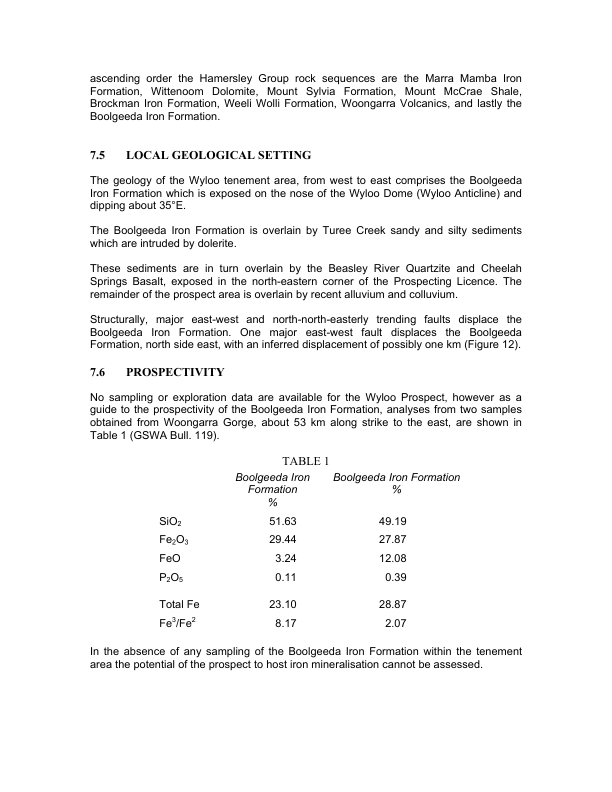 ascending order the Hamersley Group rock sequences are the Marra Mamba Iron
Formation, Wittenoom Dolomite, Mount Sylvia Formation, Mount McCrae Shale,
Brockman Iron Formation, Weeli Wolli Formation, Woongarra Volcanics, and lastly the
Boolgeeda Iron Formation.
7.5 LOCAL GEOLOGICAL SETTING
The geology of the Wyloo tenement area, from west to east comprises the Boolgeeda
Iron Formation which is exposed on the nose of the Wyloo Dome (Wyloo Anticline) and
dipping about 35°E.
The Boolgeeda Iron Formation is overlain by Turee Creek sandy and silty sediments
which are intruded by dolerite.
These sediments are in turn overlain by the Beasley River Quartzite and Cheelah
Springs Basalt, exposed in the north-eastern corner of the Prospecting Licence. The
remainder of the prospect area is overlain by recent alluvium and colluvium.
Structurally, major east-west and north-north-easterly trending faults displace the
Boolgeeda Iron Formation. One major east-west fault displaces the Boolgeeda
Formation, north side east, with an inferred displacement of possibly one km (Figure 12).
7.6 PROSPECTIVITY
No sampling or exploration data are available for the Wyloo Prospect, however as a
guide to the prospectivity of the Boolgeeda Iron Formation, analyses from two samples
obtained from Woongarra Gorge, about 53 km along strike to the east, are shown in
Table 1 (GSWA Bull. 119).
TABLE 1
Boolgeeda Iron Boolgeeda Iron Formation
Formation %
%
SiO₂ 51.63 49.19
Fe₂O₃ 29.44 27.87
FeO 3.24 12.08
P₂O₅ 0.11 0.39
Total Fe 23.10 28.87
Fe³/Fe² 8.17 2.07
In the absence of any sampling of the Boolgeeda Iron Formation within the tenement
area the potential of the prospect to host iron mineralisation cannot be assessed.